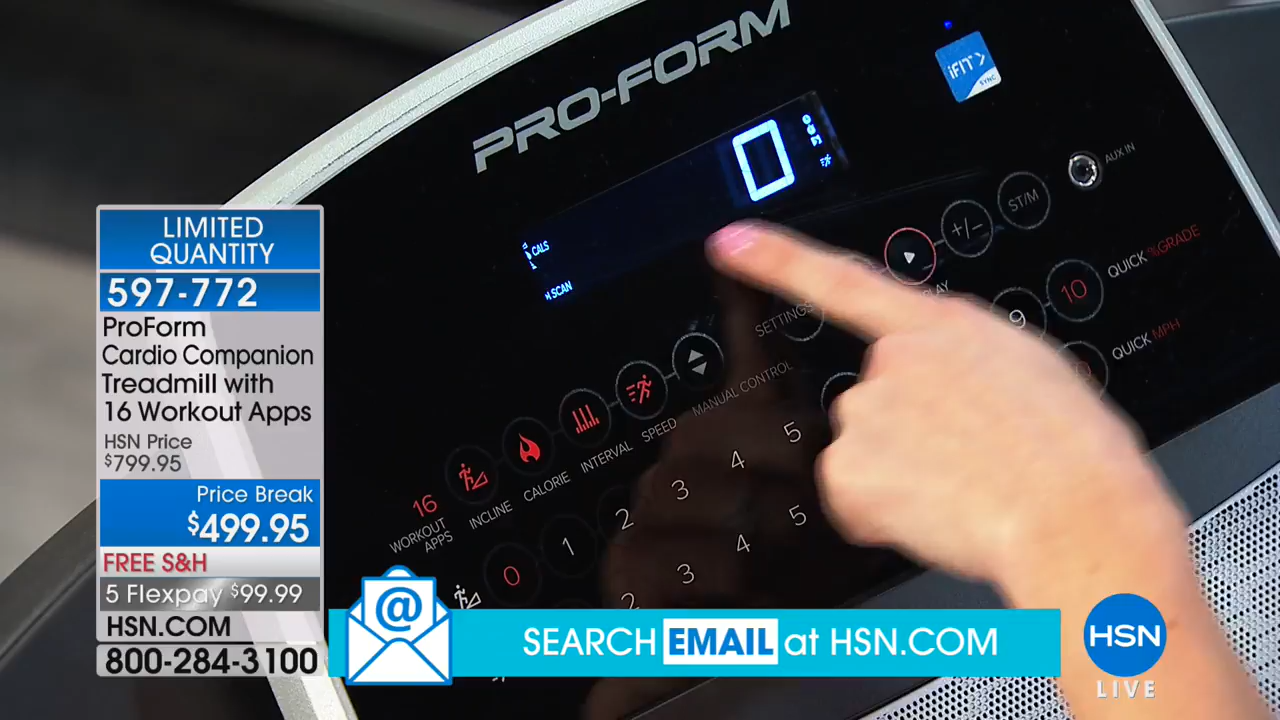 PRO-FORM
iFIT
SYNC
0
CALS
SCAN
AUX IN
ST/M
+/-
SETTINGS
QUICK %GRADE
10
9
QUICK MPH
MANUAL CONTROL
SPEED
INTERVAL
CALORIE
INCLINE
16
WORKOUT
APPS
0 1 2 3 4 5
2 3 4 5
LIMITED
QUANTITY
597-772
ProForm
Cardio Companion
Treadmill with
16 Workout Apps
HSN Price
$799.95
Price Break
$499.95
FREE S&H
5 Flexpay $99.99
HSN.COM
800-284-3100
@
SEARCH EMAIL at HSN.COM
HSN
LIVE